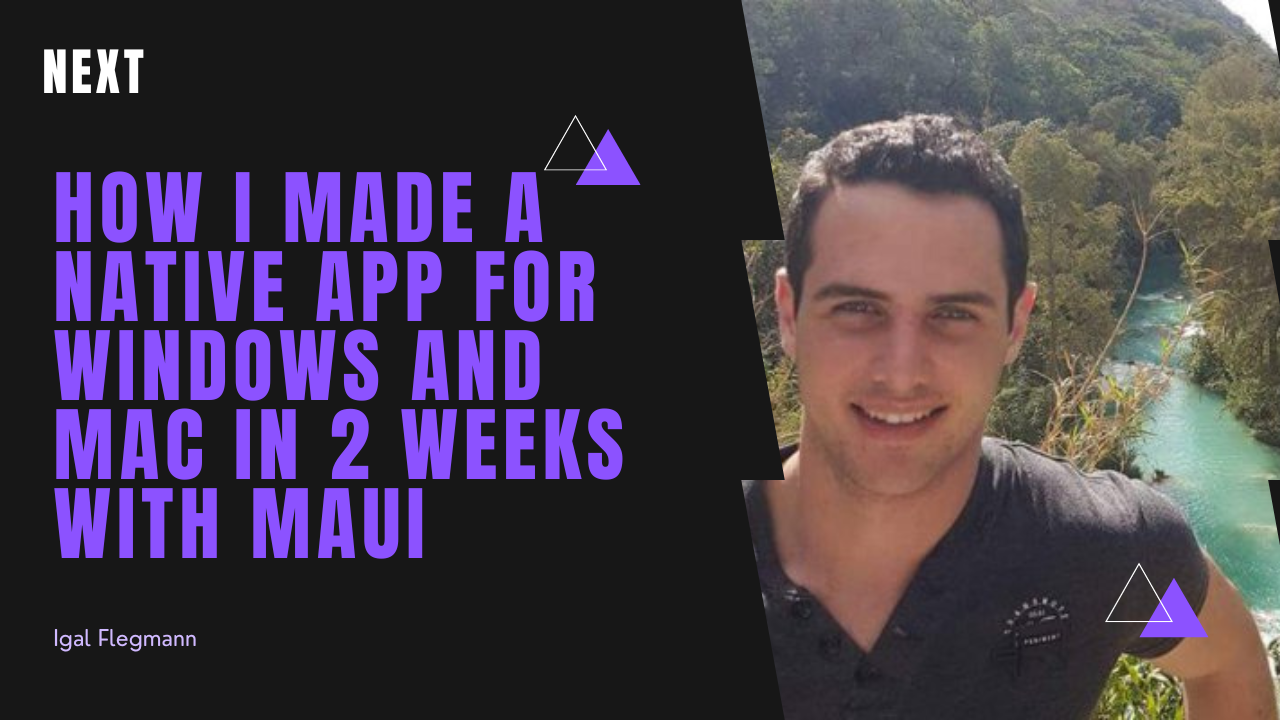 NEXT
HOW I MADE A
NATIVE APP FOR
WINDOWS AND
MAC IN 2 WEEKS
WITH MAUI
Igal Flegmann